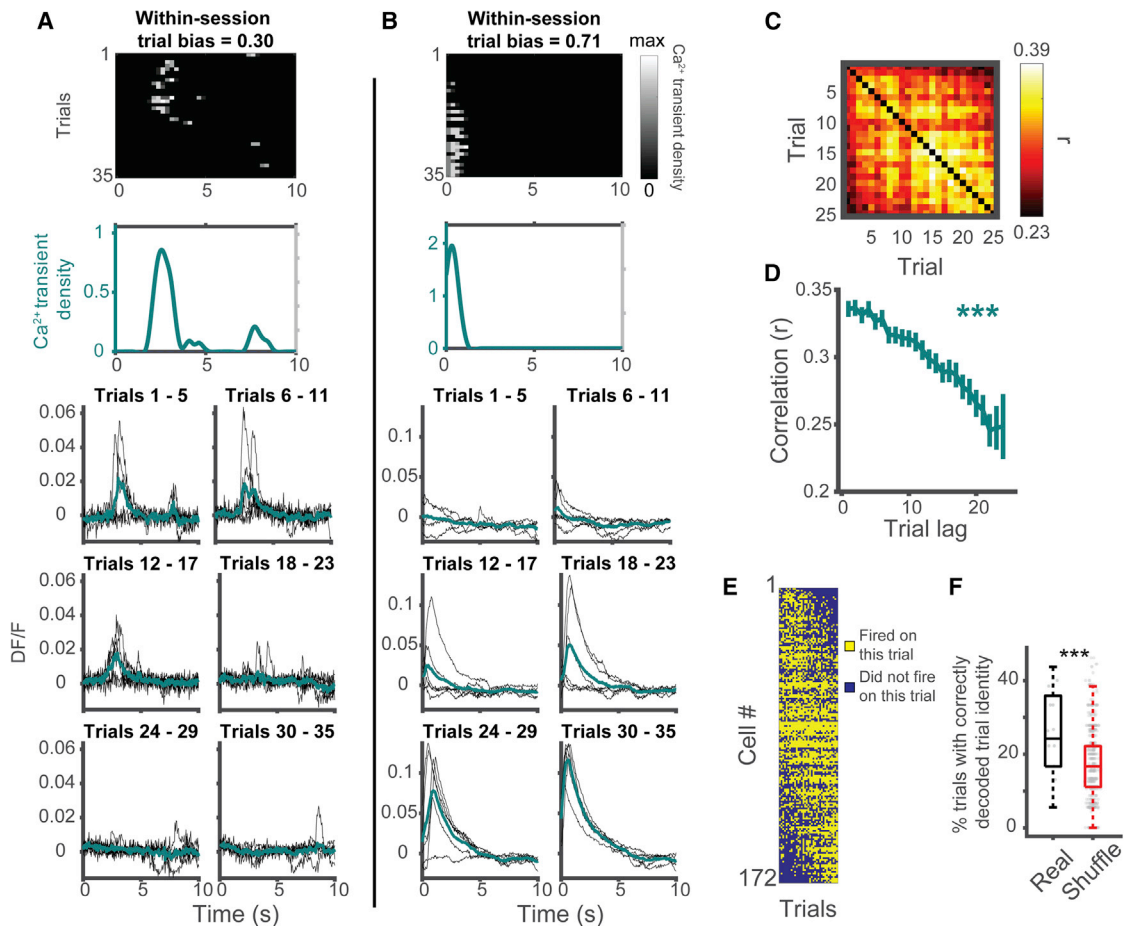 A
Within-session
trial bias = 0.30
1
Trials
35
0 5 10
1
0.5
0
Ca2+ transient
density
0 5 10
Trials 1 - 5
Trials 6 - 11
0.06
0.04
0.02
0
Trials 12 - 17
Trials 18 - 23
0.06
0.04
0.02
0
DF/F
Trials 24 - 29
Trials 30 - 35
0.06
0.04
0.02
0
0 5 10
0 5 10
Time (s)
B
Within-session
trial bias = 0.71
1
35
0 5 10
max
0
Ca2+ transient
density
2
1
0
0 5 10
Trials 1 - 5
Trials 6 - 11
0.1
0.05
0
Trials 12 - 17
Trials 18 - 23
0.1
0.05
0
Trials 24 - 29
Trials 30 - 35
0.1
0.05
0
0 5 10
0 5 10
Time (s)
C
Trial
5
10
15
20
25
5 10 15 20 25
Trial
0.39
r
0.23
D
Correlation (r)
0.35
0.3
0.25
0.2
***
0 10 20
Trial lag
E
1
Cell #
172
Trials
Fired on
this trial
Did not fire
on this trial
F
% trials with correctly
decoded trial identity
40
20
0
***
Real
Shuffle